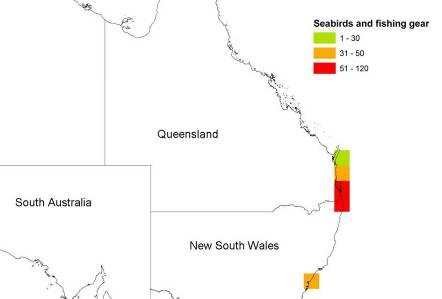 Seabirds and fishing gear
1 - 30
31 - 50
51 - 120
Queensland
South Australia
New South Wales